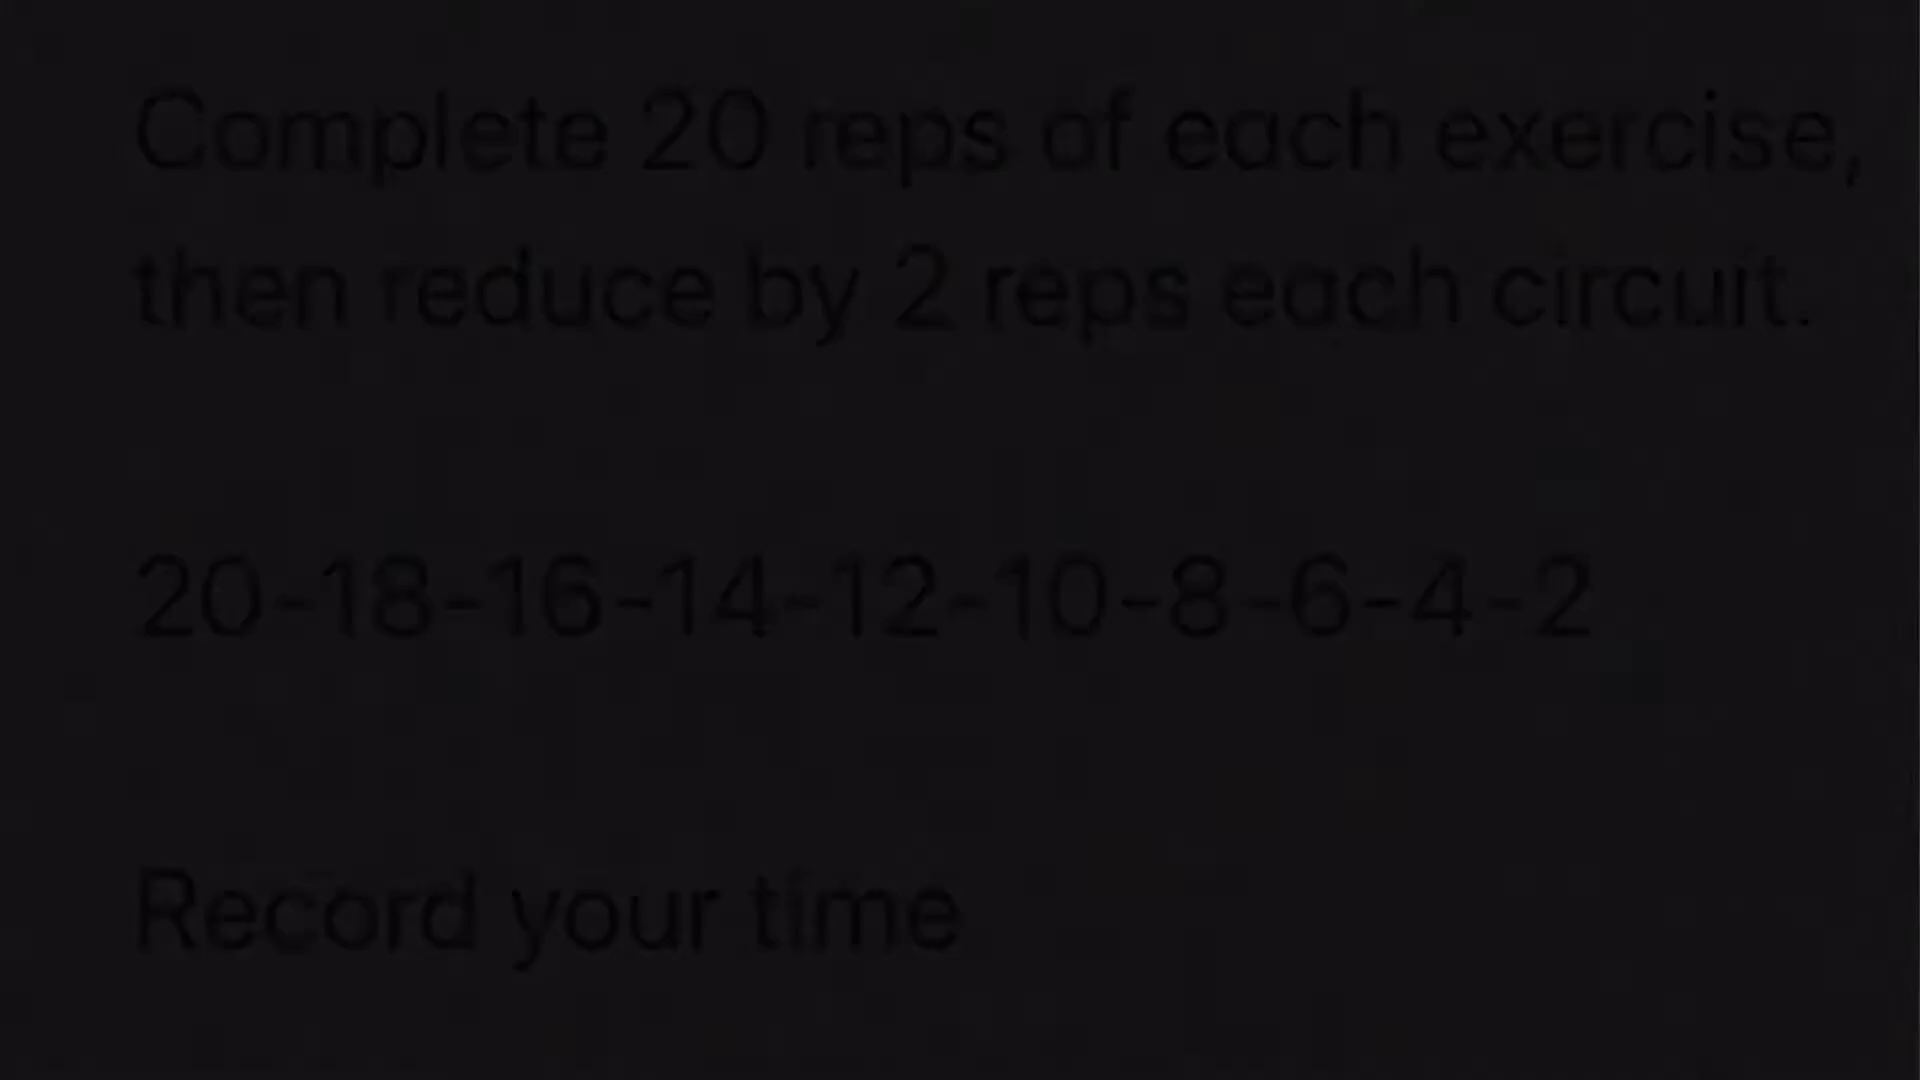 Complete 20 reps of each exercise,
then reduce by 2 reps each circuit.
20-18-16-14-12-10-8-6-4-2
Record your time